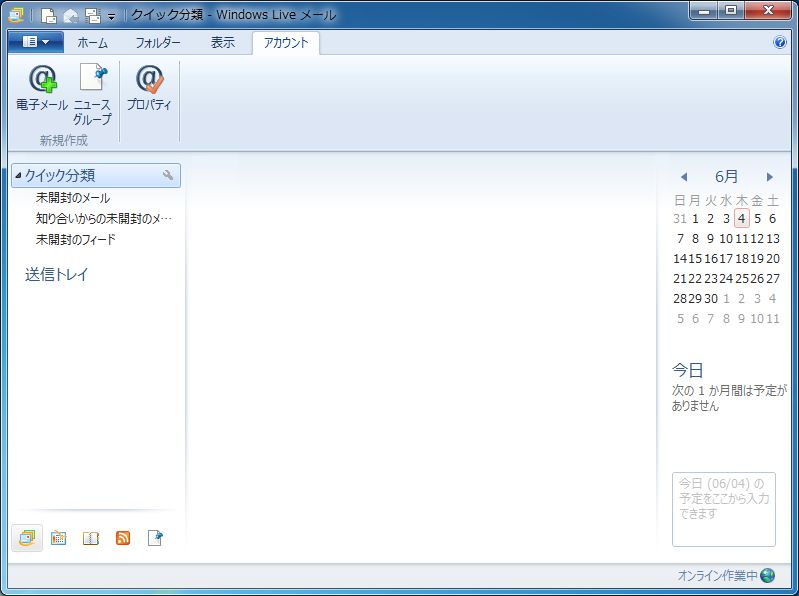 クイック分類 - Windows Live メール
ホーム フォルダー 表示 アカウント
電子メール ニュース プロパティ
グループ
新規作成
クイック分類
未開封のメール
知り合いからの未開封のメ…
未開封のフィード
送信トレイ
6月
日 月 火 水 木 金 土
31 1 2 3 4 5 6
7 8 9 10 11 12 13
14 15 16 17 18 19 20
21 22 23 24 25 26 27
28 29 30 1 2 3 4
5 6 7 8 9 10 11
今日
次の 1 か月間は予定が
ありません
今日 (06/04) の
予定をここから入力
できます
オンライン作業中